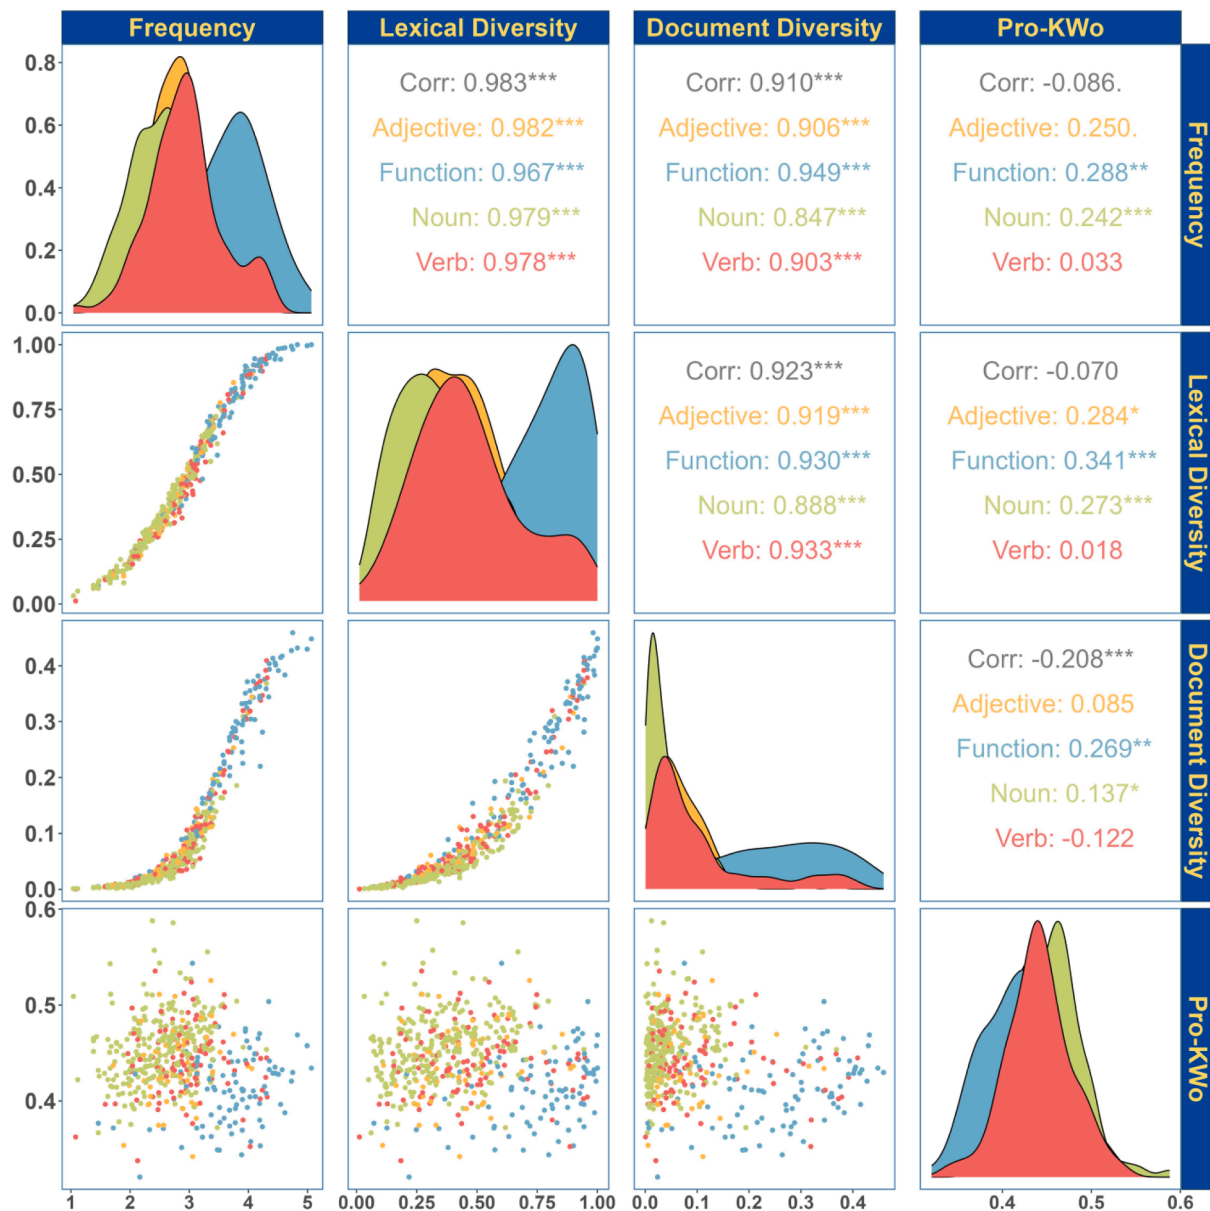 Frequency
Lexical Diversity
Document Diversity
Pro-KWo
0.8
0.6
0.4
0.2
0.0
Corr: 0.983***
Adjective: 0.982***
Function: 0.967***
Noun: 0.979***
Verb: 0.978***
Corr: 0.910***
Adjective: 0.906***
Function: 0.949***
Noun: 0.847***
Verb: 0.903***
Corr: -0.086.
Adjective: 0.250.
Function: 0.288**
Noun: 0.242***
Verb: 0.033
Frequency
1.00
0.75
0.50
0.25
0.00
Corr: 0.923***
Adjective: 0.919***
Function: 0.930***
Noun: 0.888***
Verb: 0.933***
Corr: -0.070
Adjective: 0.284*
Function: 0.341***
Noun: 0.273***
Verb: 0.018
Lexical Diversity
0.4
0.3
0.2
0.1
0.0
Corr: -0.208***
Adjective: 0.085
Function: 0.269**
Noun: 0.137*
Verb: -0.122
Document Diversity
0.6
0.5
0.4
Pro-KWo
1 2 3 4 5
0.00 0.25 0.50 0.75 1.00
0.0 0.1 0.2 0.3 0.4
0.4 0.5 0.6